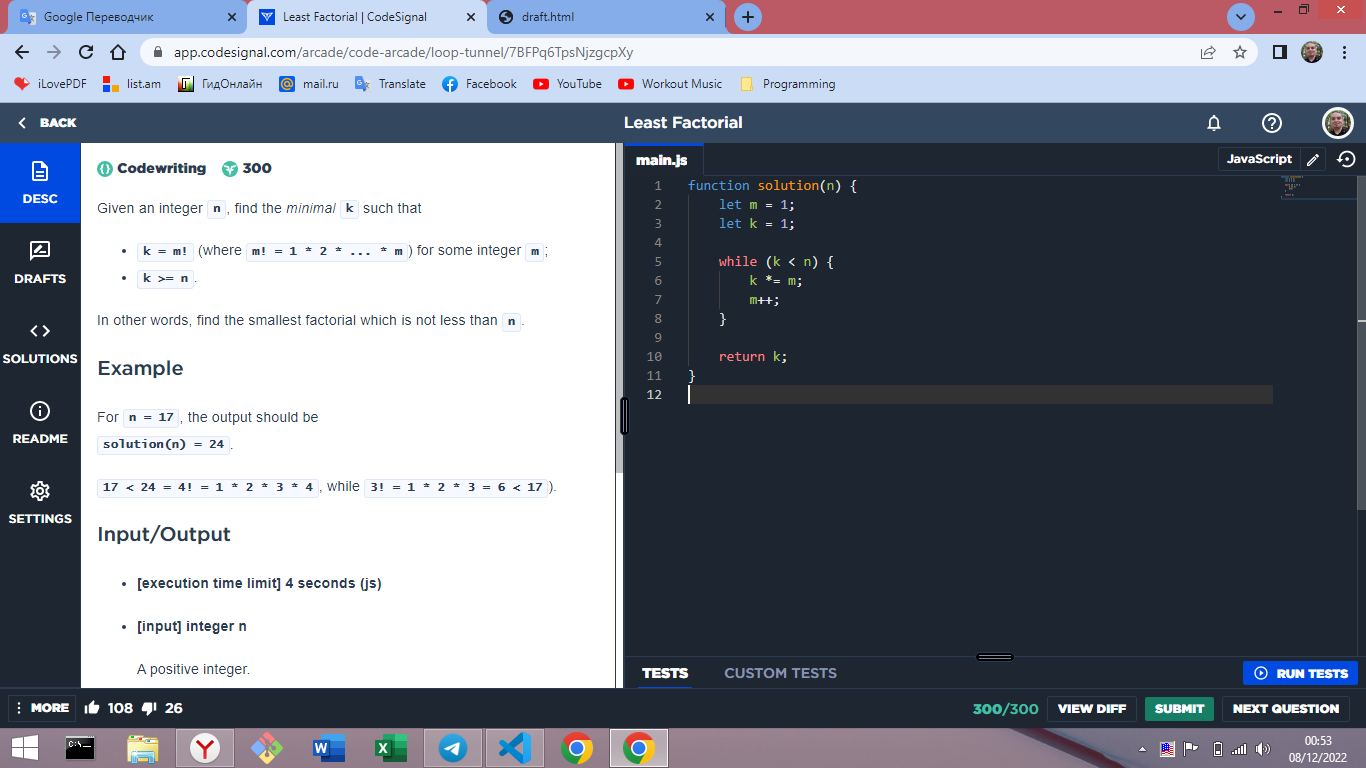 Google Переводчик
Least Factorial | CodeSignal
draft.html
app.codesignal.com/arcade/code-arcade/loop-tunnel/7BFPq6TpsNjzgcpXy
iLovePDF
list.am
ГидОнлайн
mail.ru
Translate
Facebook
YouTube
Workout Music
Programming
BACK
Least Factorial
DESC
DRAFTS
SOLUTIONS
README
SETTINGS
Codewriting 300
Given an integer n, find the minimal k such that
• k = m! (where m! = 1 * 2 * ... * m) for some integer m;
• k >= n.
In other words, find the smallest factorial which is not less than n.
Example
For n = 17, the output should be
solution(n) = 24.
17 < 24 = 4! = 1 * 2 * 3 * 4, while 3! = 1 * 2 * 3 = 6 < 17).
Input/Output
• [execution time limit] 4 seconds (js)
• [input] integer n
A positive integer.
main.js
JavaScript
1 function solution(n) {
2 let m = 1;
3 let k = 1;
4
5 while (k < n) {
6 k *= m;
7 m++;
8 }
9
10 return k;
11 }
12
TESTS
CUSTOM TESTS
RUN TESTS
MORE
108
26
300/300
VIEW DIFF
SUBMIT
NEXT QUESTION
00:53
08/12/2022